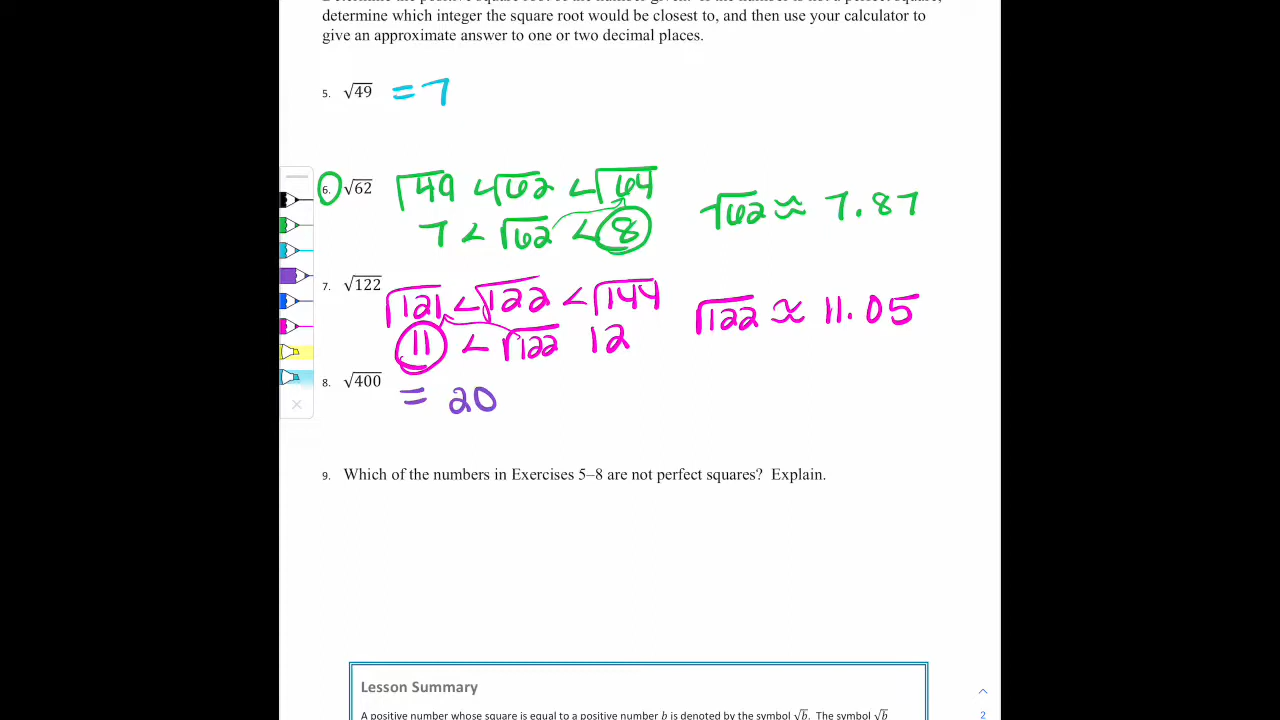 determine which integer the square root would be closest to, and then use your calculator to
give an approximate answer to one or two decimal places.
5. √49 = 7
6. √62 √49 < √62 < √64
7 < √62 < 8 √62 ≈ 7.87
7. √122 √121 < √122 < √144
11 < √122 12 √122 ≈ 11.05
8. √400 = 20
9. Which of the numbers in Exercises 5–8 are not perfect squares? Explain.
Lesson Summary
A positive number whose square is equal to a positive number b is denoted by the symbol √b. The symbol √b
2